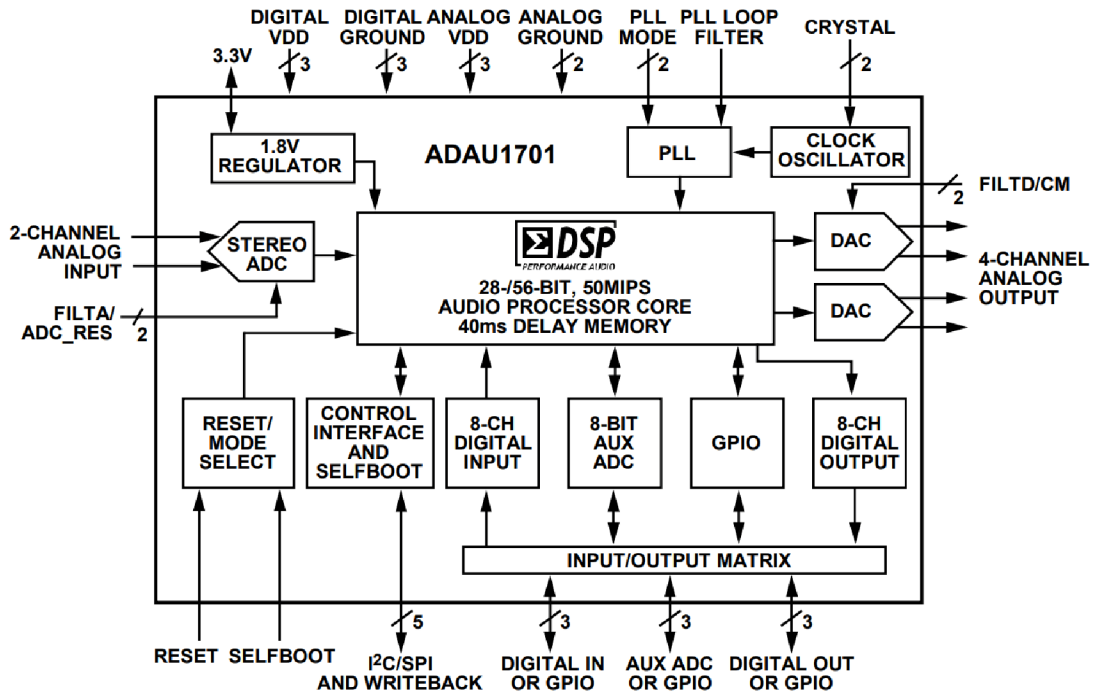 DIGITAL
VDD
3
DIGITAL
GROUND
3
ANALOG
VDD
3
ANALOG
GROUND
2
PLL
MODE
2
PLL LOOP
FILTER
CRYSTAL
2
3.3V
1.8V
REGULATOR
ADAU1701
PLL
CLOCK
OSCILLATOR
FILTD/CM
2
2-CHANNEL
ANALOG
INPUT
STEREO
ADC
FILTA/
ADC_RES
2
ΣDSP
PERFORMANCE AUDIO
28-/56-BIT, 50MIPS
AUDIO PROCESSOR CORE
40ms DELAY MEMORY
DAC
DAC
4-CHANNEL
ANALOG
OUTPUT
RESET/
MODE
SELECT
CONTROL
INTERFACE
AND
SELFBOOT
8-CH
DIGITAL
INPUT
8-BIT
AUX
ADC
GPIO
8-CH
DIGITAL
OUTPUT
INPUT/OUTPUT MATRIX
RESET
SELFBOOT
5
I²C/SPI
AND WRITEBACK
3
DIGITAL IN
OR GPIO
3
AUX ADC
OR GPIO
3
DIGITAL OUT
OR GPIO